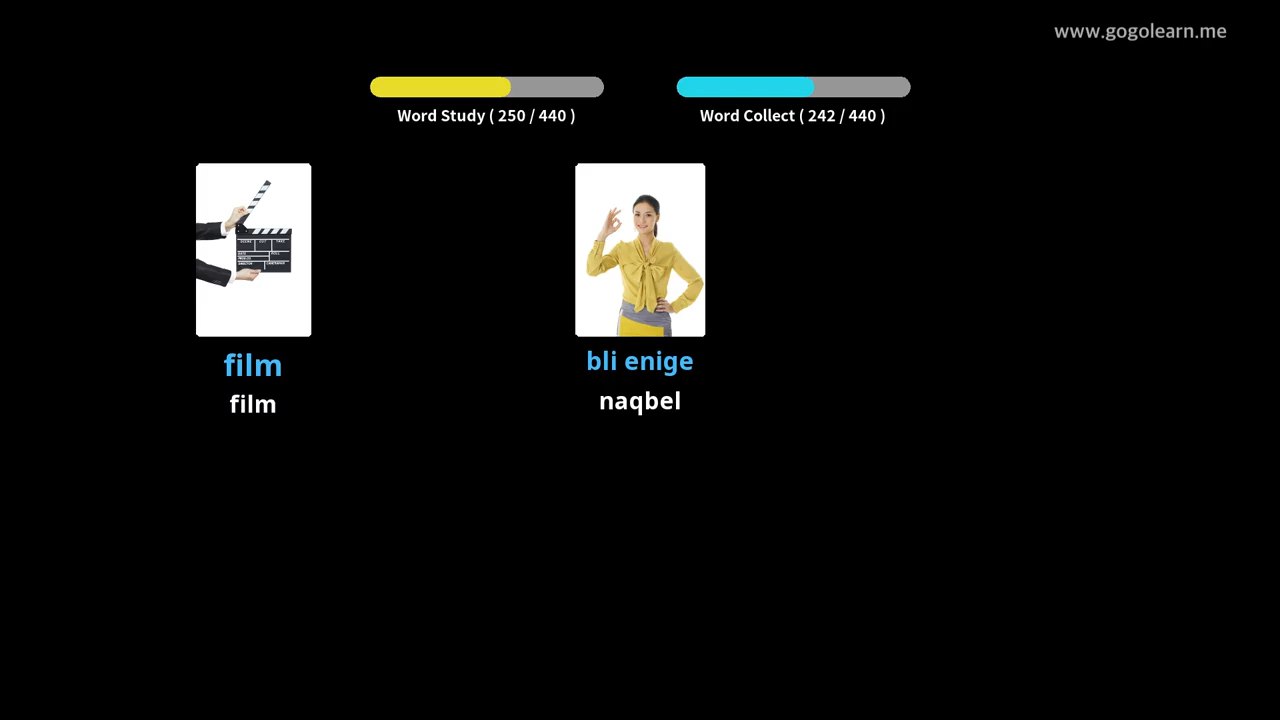 www.gogolearn.me
Word Study ( 250 / 440 )
Word Collect ( 242 / 440 )
film
film
bli enige
naqbel